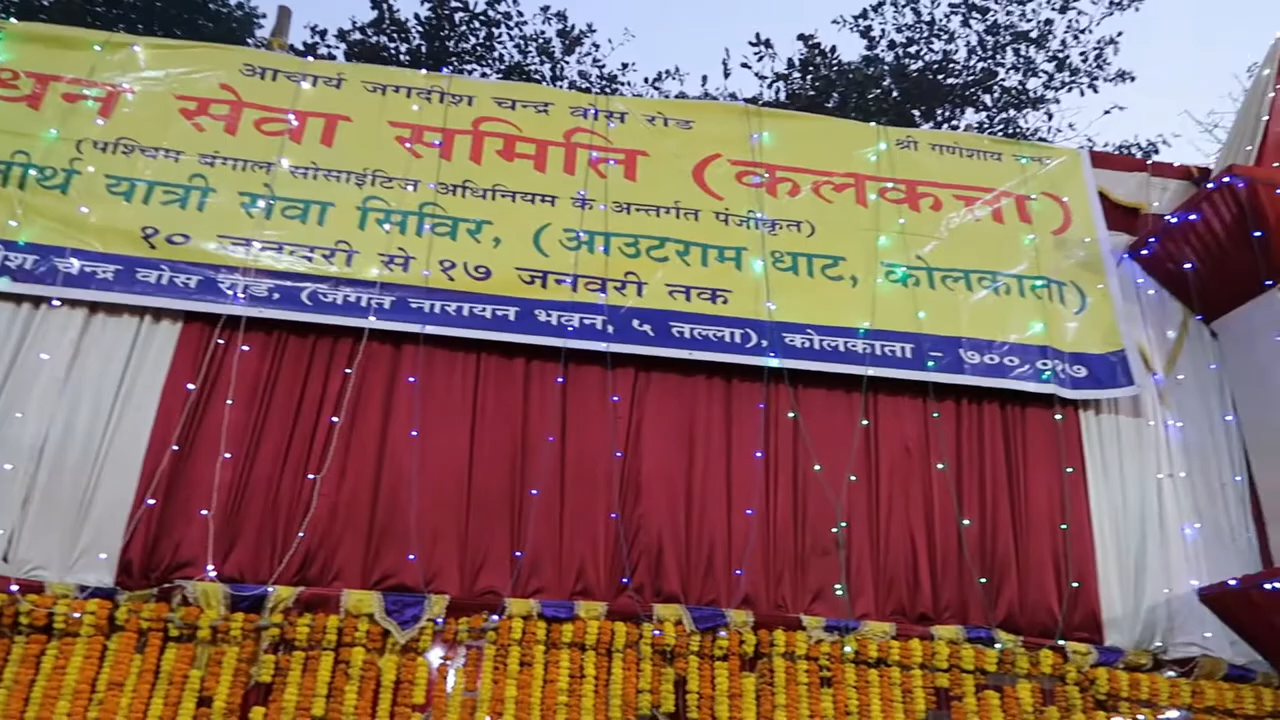 श्री गणेशाय नमः
आचार्य जगदीश चन्द्र वोस रोड
धन सेवा समिति (कलकत्ता)
(पश्चिम बंगाल सोसाईटिज अधिनियम के अन्तर्गत पंजीकृत)
तीर्थ यात्री सेवा सिविर, (आउटराम घाट, कोलकाता)
१० जनवरी से १७ जनवरी तक
चन्द्र वोस रोड, (जगत नारायन भवन, ५ तल्ला), कोलकाता - ७०० ०१७